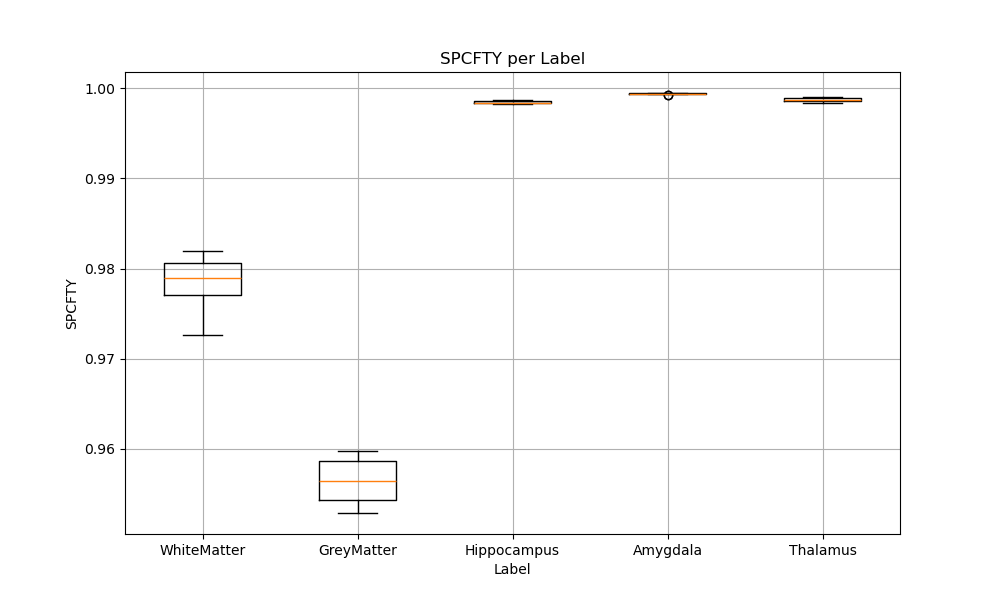 SPCFTY per Label
1.00
0.99
0.98
0.97
0.96
SPCFTY
WhiteMatter GreyMatter Hippocampus Amygdala Thalamus
Label